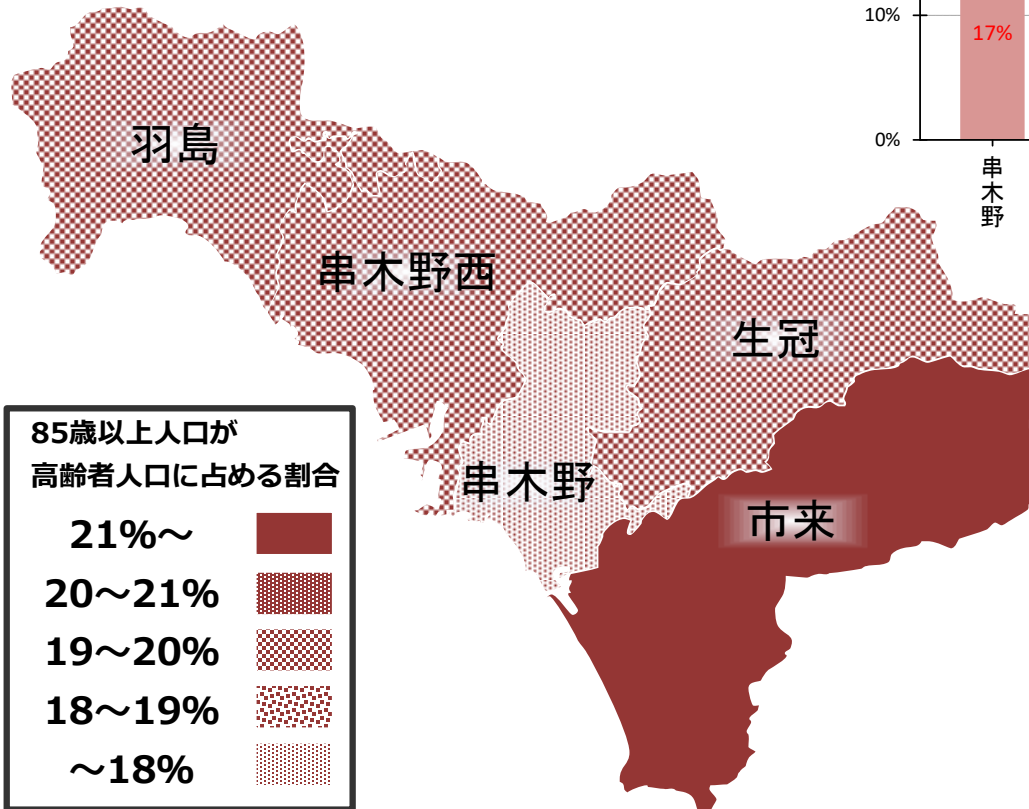 10%
17%
0%
串木野
羽島
串木野西
生冠
串木野
市来
85歳以上人口が
高齢者人口に占める割合
21%～
20～21%
19～20%
18～19%
～18%